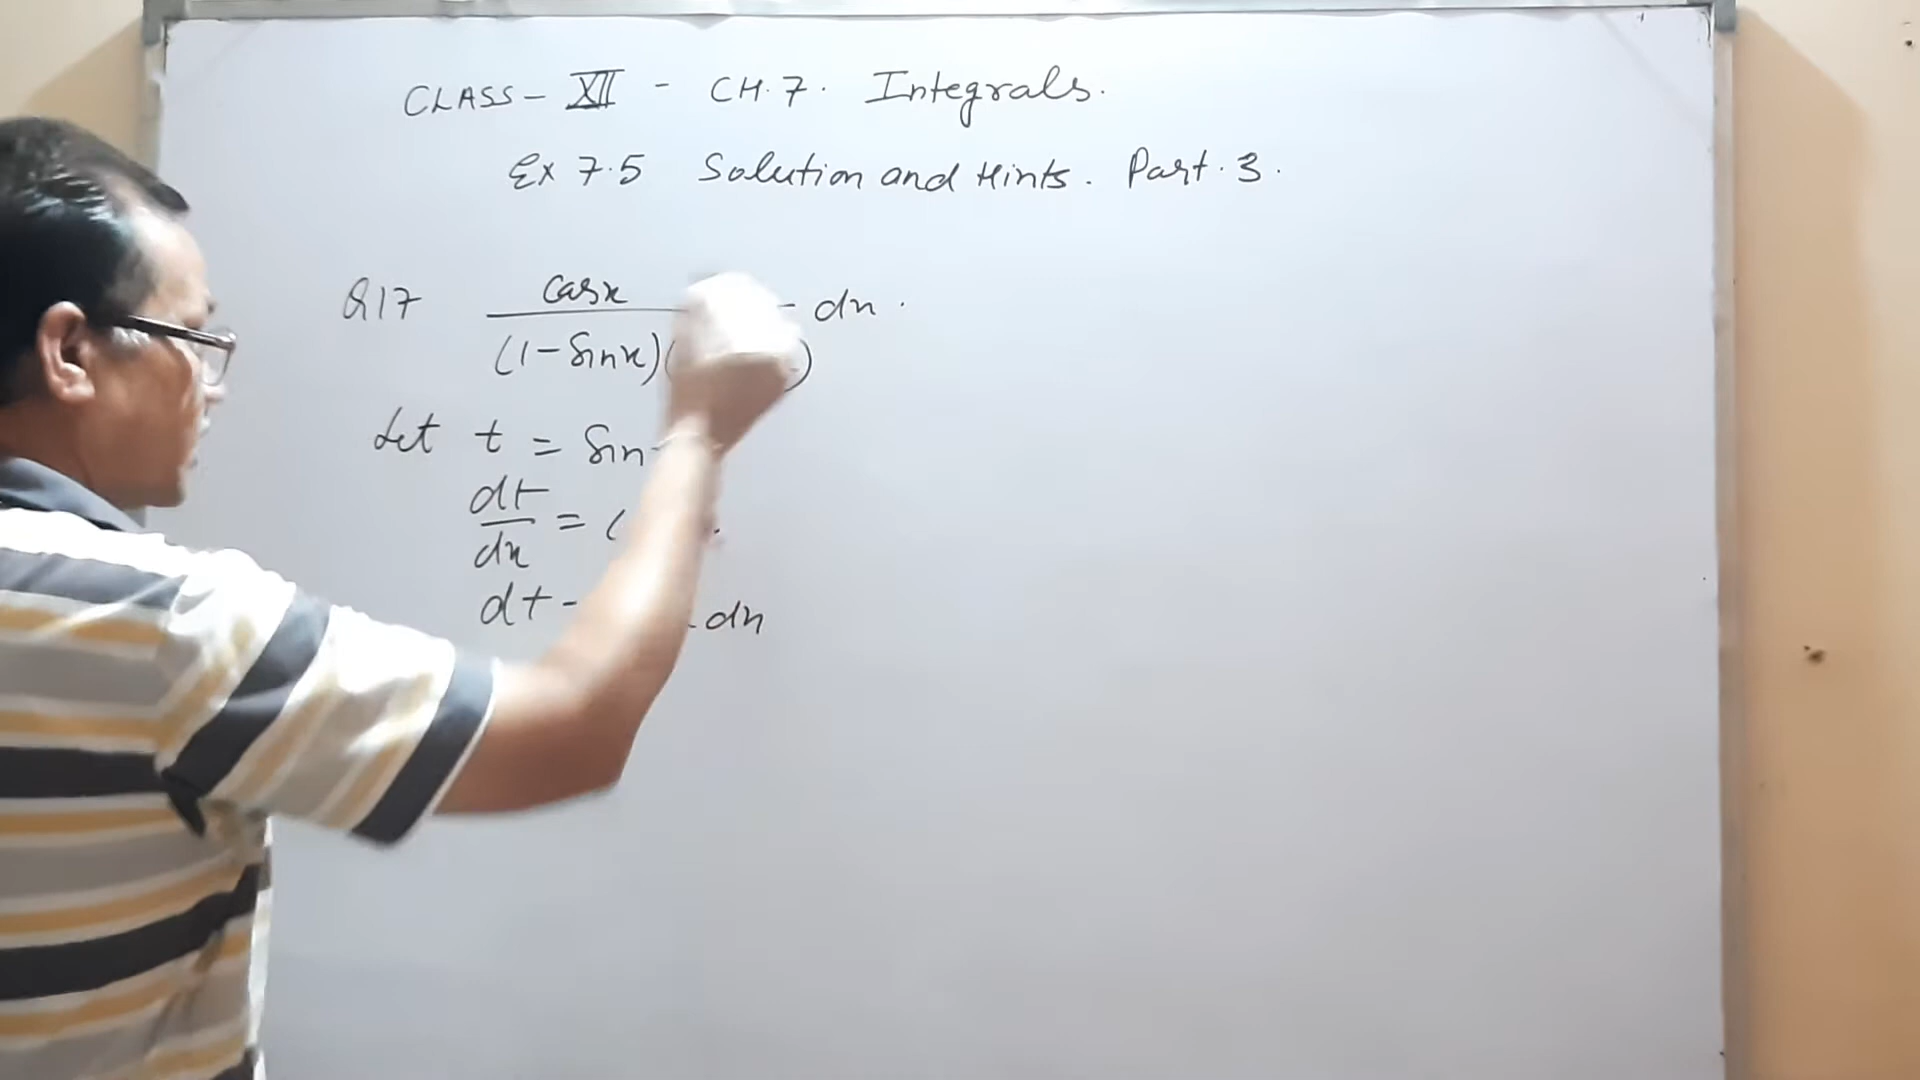 CLASS - XII - CH. 7. Integrals.
Ex 7.5 Solution and Hints. Part. 3.
Q17 cosx
dx.
(1-Sinx)( )
Let t = Sin
dt
= (
dx
dt - dx